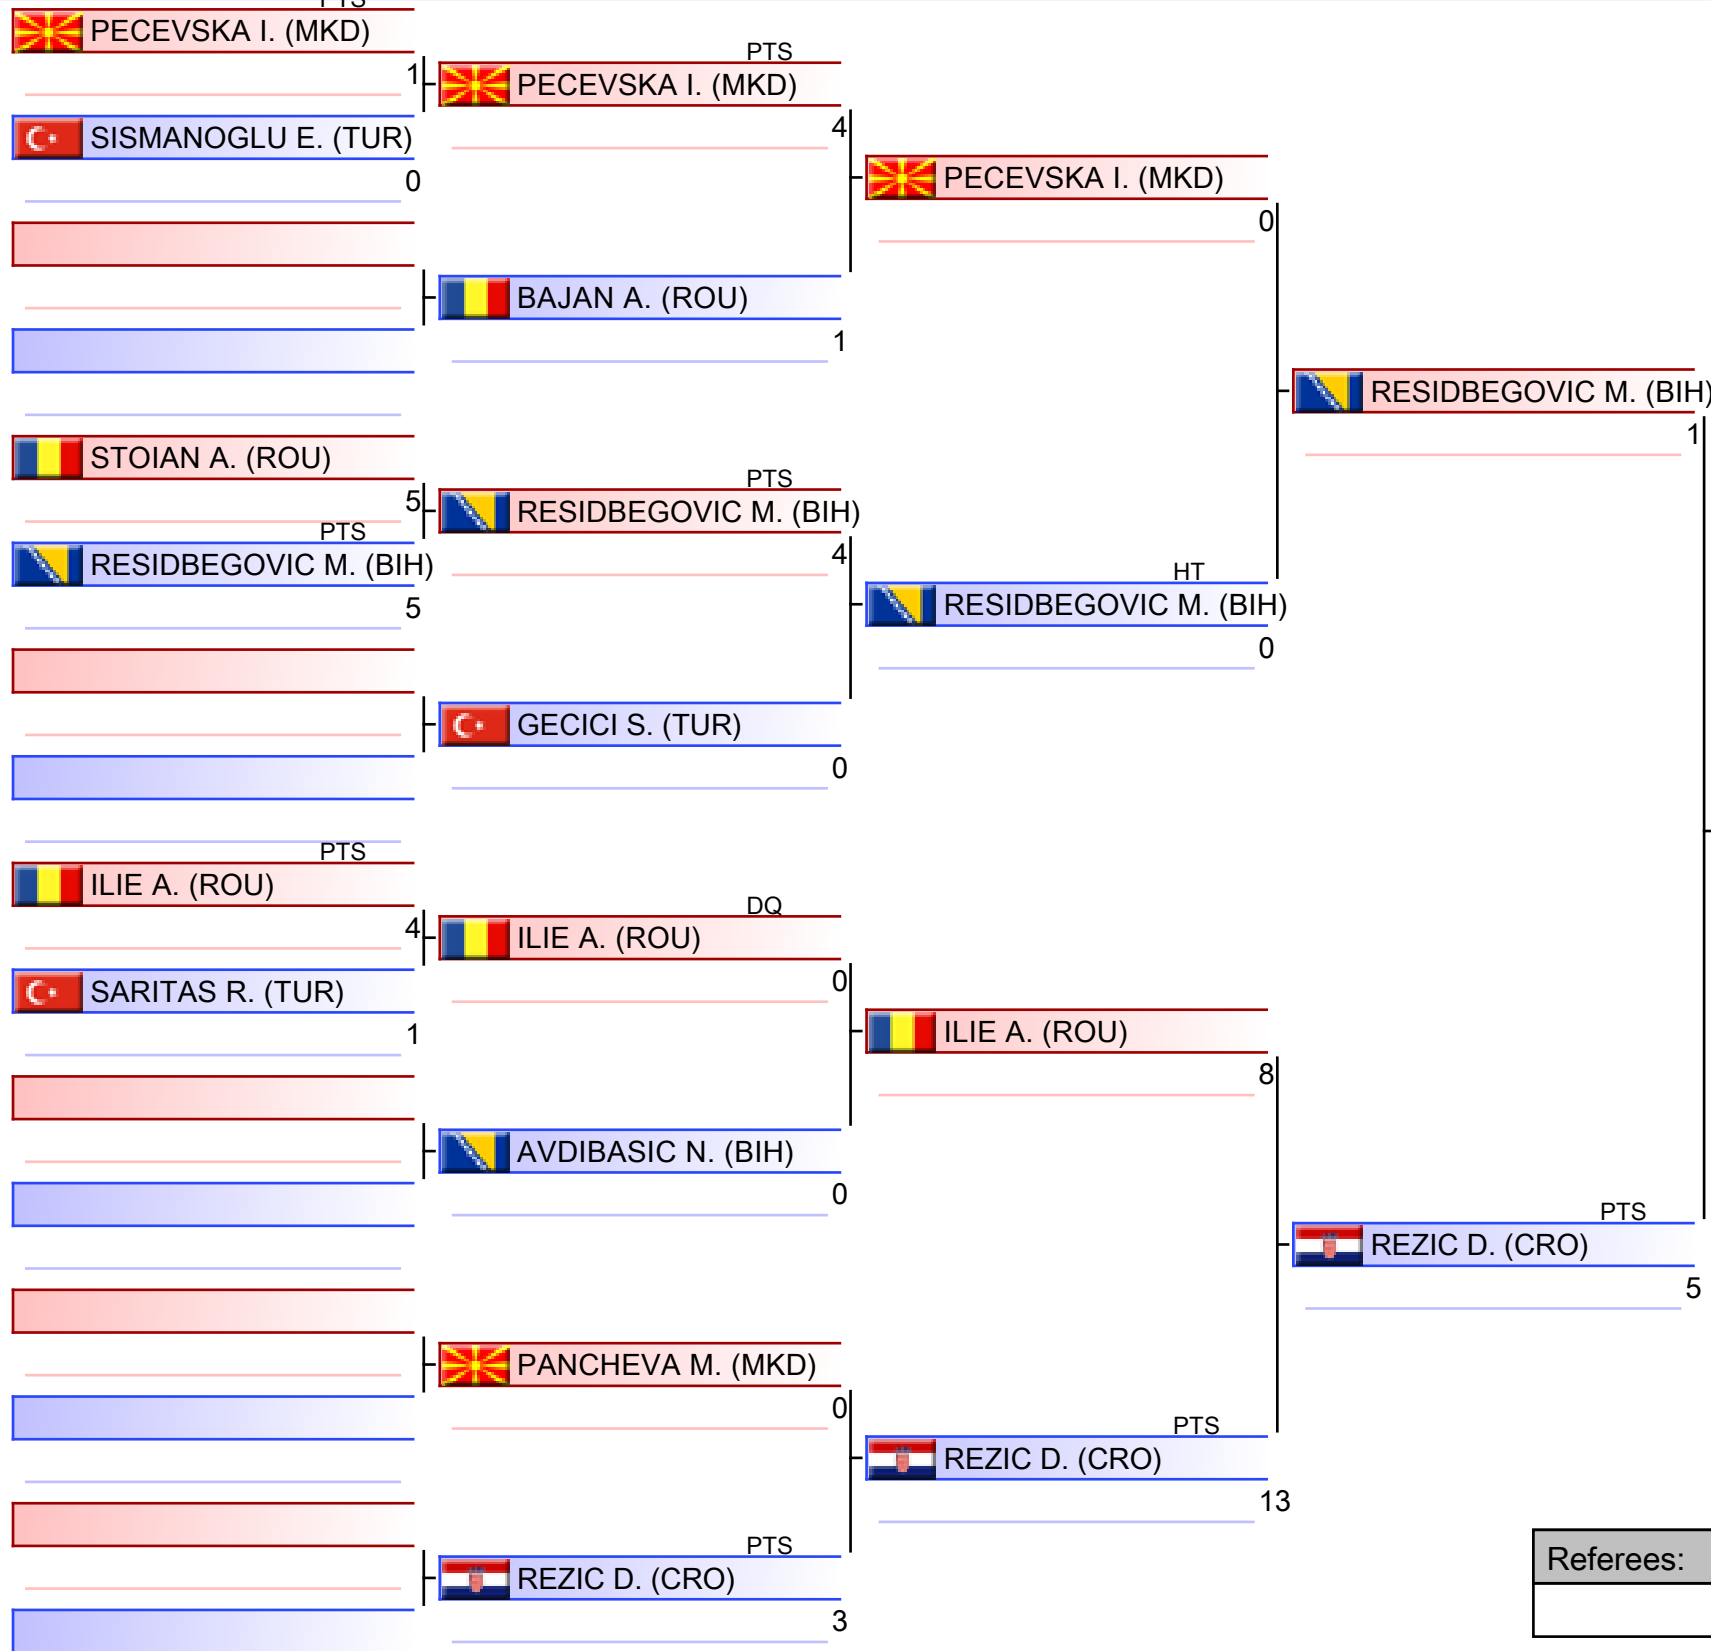 PTS
PECEVSKA I. (MKD)
1
SISMANOGLU E. (TUR)
0
STOIAN A. (ROU)
5
PTS
RESIDBEGOVIC M. (BIH)
5
PTS
ILIE A. (ROU)
4
SARITAS R. (TUR)
1
PTS
PECEVSKA I. (MKD)
4
BAJAN A. (ROU)
1
PTS
RESIDBEGOVIC M. (BIH)
4
GECICI S. (TUR)
0
DQ
ILIE A. (ROU)
0
AVDIBASIC N. (BIH)
0
PANCHEVA M. (MKD)
0
PTS
REZIC D. (CRO)
3
PECEVSKA I. (MKD)
0
HT
RESIDBEGOVIC M. (BIH)
0
ILIE A. (ROU)
8
PTS
REZIC D. (CRO)
13
RESIDBEGOVIC M. (BIH)
1
PTS
REZIC D. (CRO)
5
Referees: